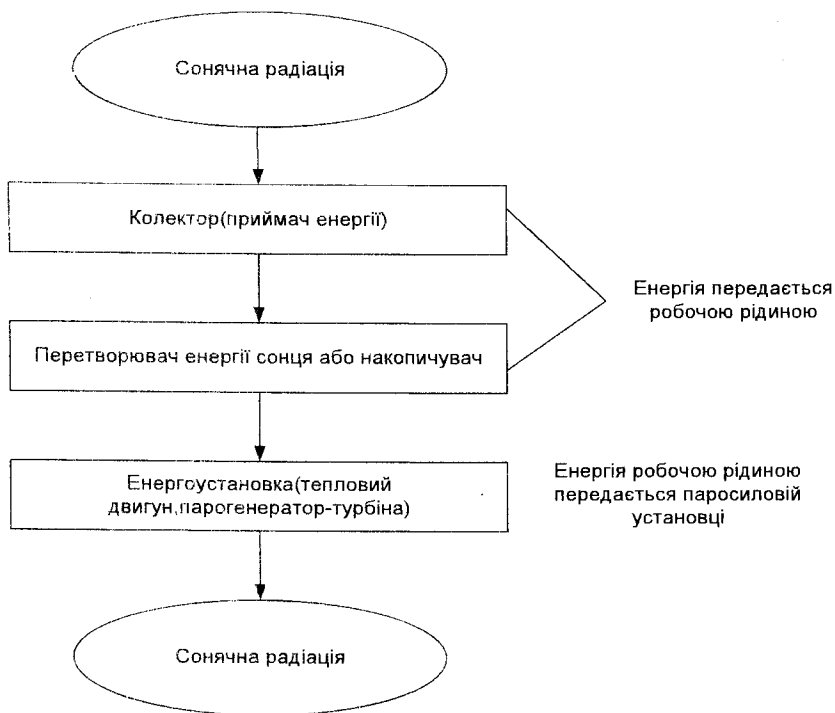 Сонячна радіація
Колектор(приймач енергії)
Енергія передається
робочою рідиною
Перетворювач енергії сонця або накопичувач
Енергоустановка(тепловий
двигун,парогенератор-турбіна)
Енергія робочою рідиною
передається паросиловій
установці
Сонячна радіація